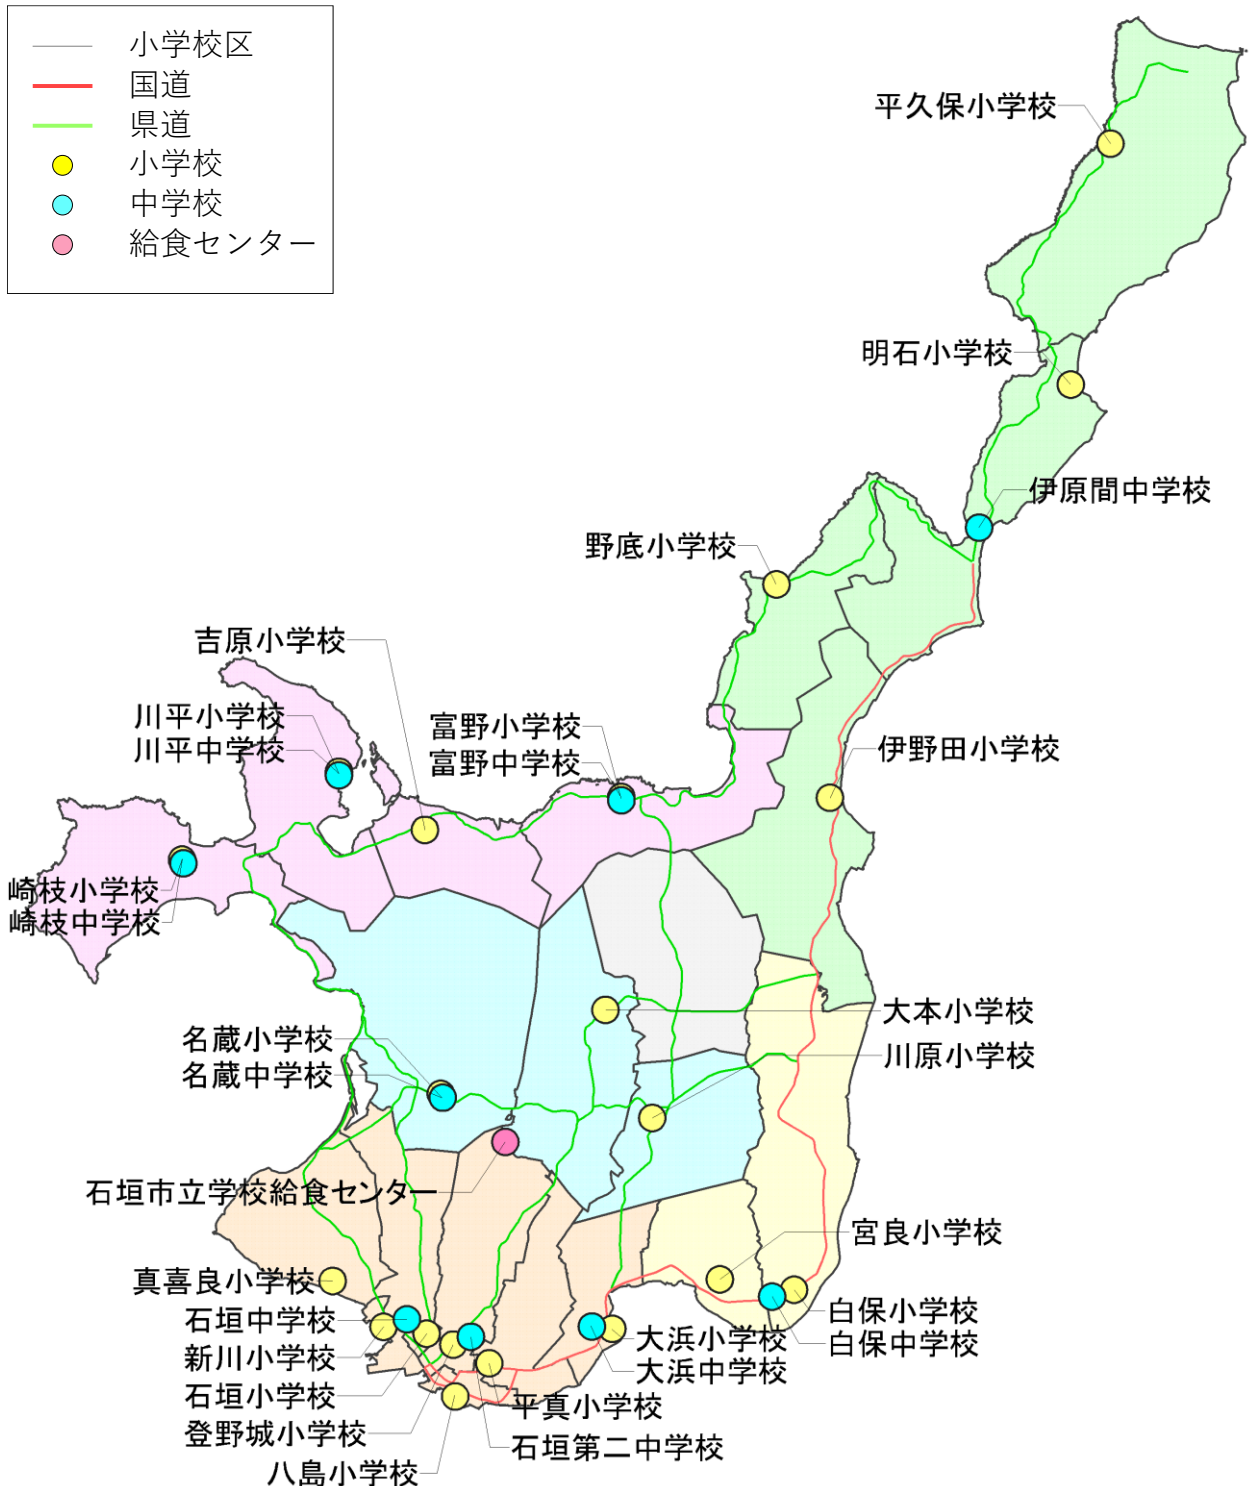 小学校区
国道
県道
小学校
中学校
給食センター
平久保小学校
明石小学校
伊原間中学校
野底小学校
吉原小学校
川平小学校
川平中学校
富野小学校
富野中学校
伊野田小学校
崎枝小学校
崎枝中学校
大本小学校
名蔵小学校
名蔵中学校
川原小学校
石垣市立学校給食センター
宮良小学校
真喜良小学校
石垣中学校
新川小学校
石垣小学校
登野城小学校
八島小学校
白保小学校
白保中学校
大浜小学校
大浜中学校
平真小学校
石垣第二中学校